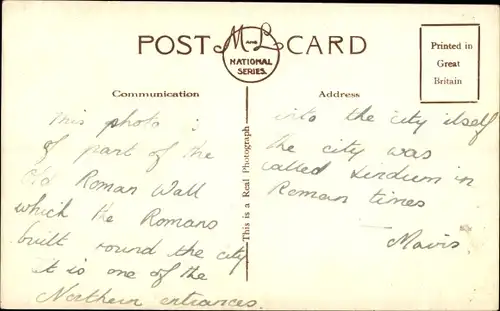 POST CARD
M AND L
NATIONAL
SERIES.
Printed in
Great
Britain
Communication
Address
This is a Real Photograph
This photo is
of part of the
Old Roman Wall
which the Romans
built round the city
it is one of the
Northern entrances.
into the city itself
the city was
called Lindum in
Roman times
— Mavis